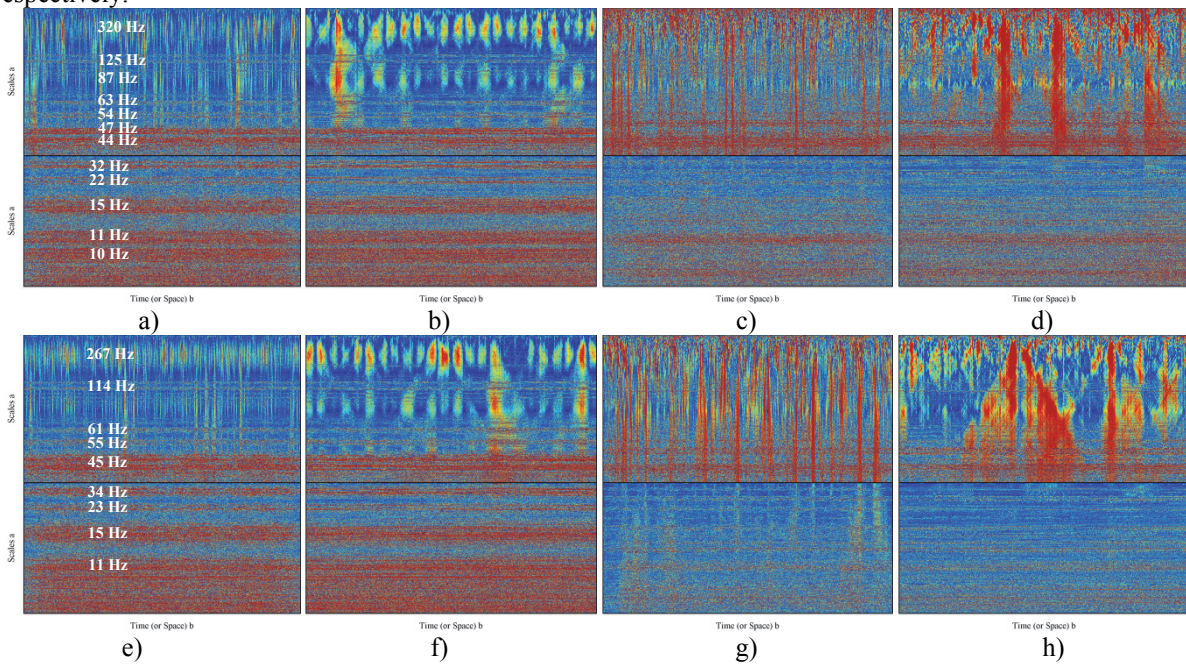 respectively.
320 Hz
125 Hz
87 Hz
63 Hz
54 Hz
47 Hz
44 Hz
Scales a
32 Hz
22 Hz
15 Hz
11 Hz
10 Hz
Scales a
Time (or Space) b Time (or Space) b Time (or Space) b Time (or Space) b
a) b) c) d)
267 Hz
114 Hz
61 Hz
55 Hz
45 Hz
Scales a
34 Hz
23 Hz
15 Hz
11 Hz
Scales a
Time (or Space) b Time (or Space) b Time (or Space) b Time (or Space) b
e) f) g) h)